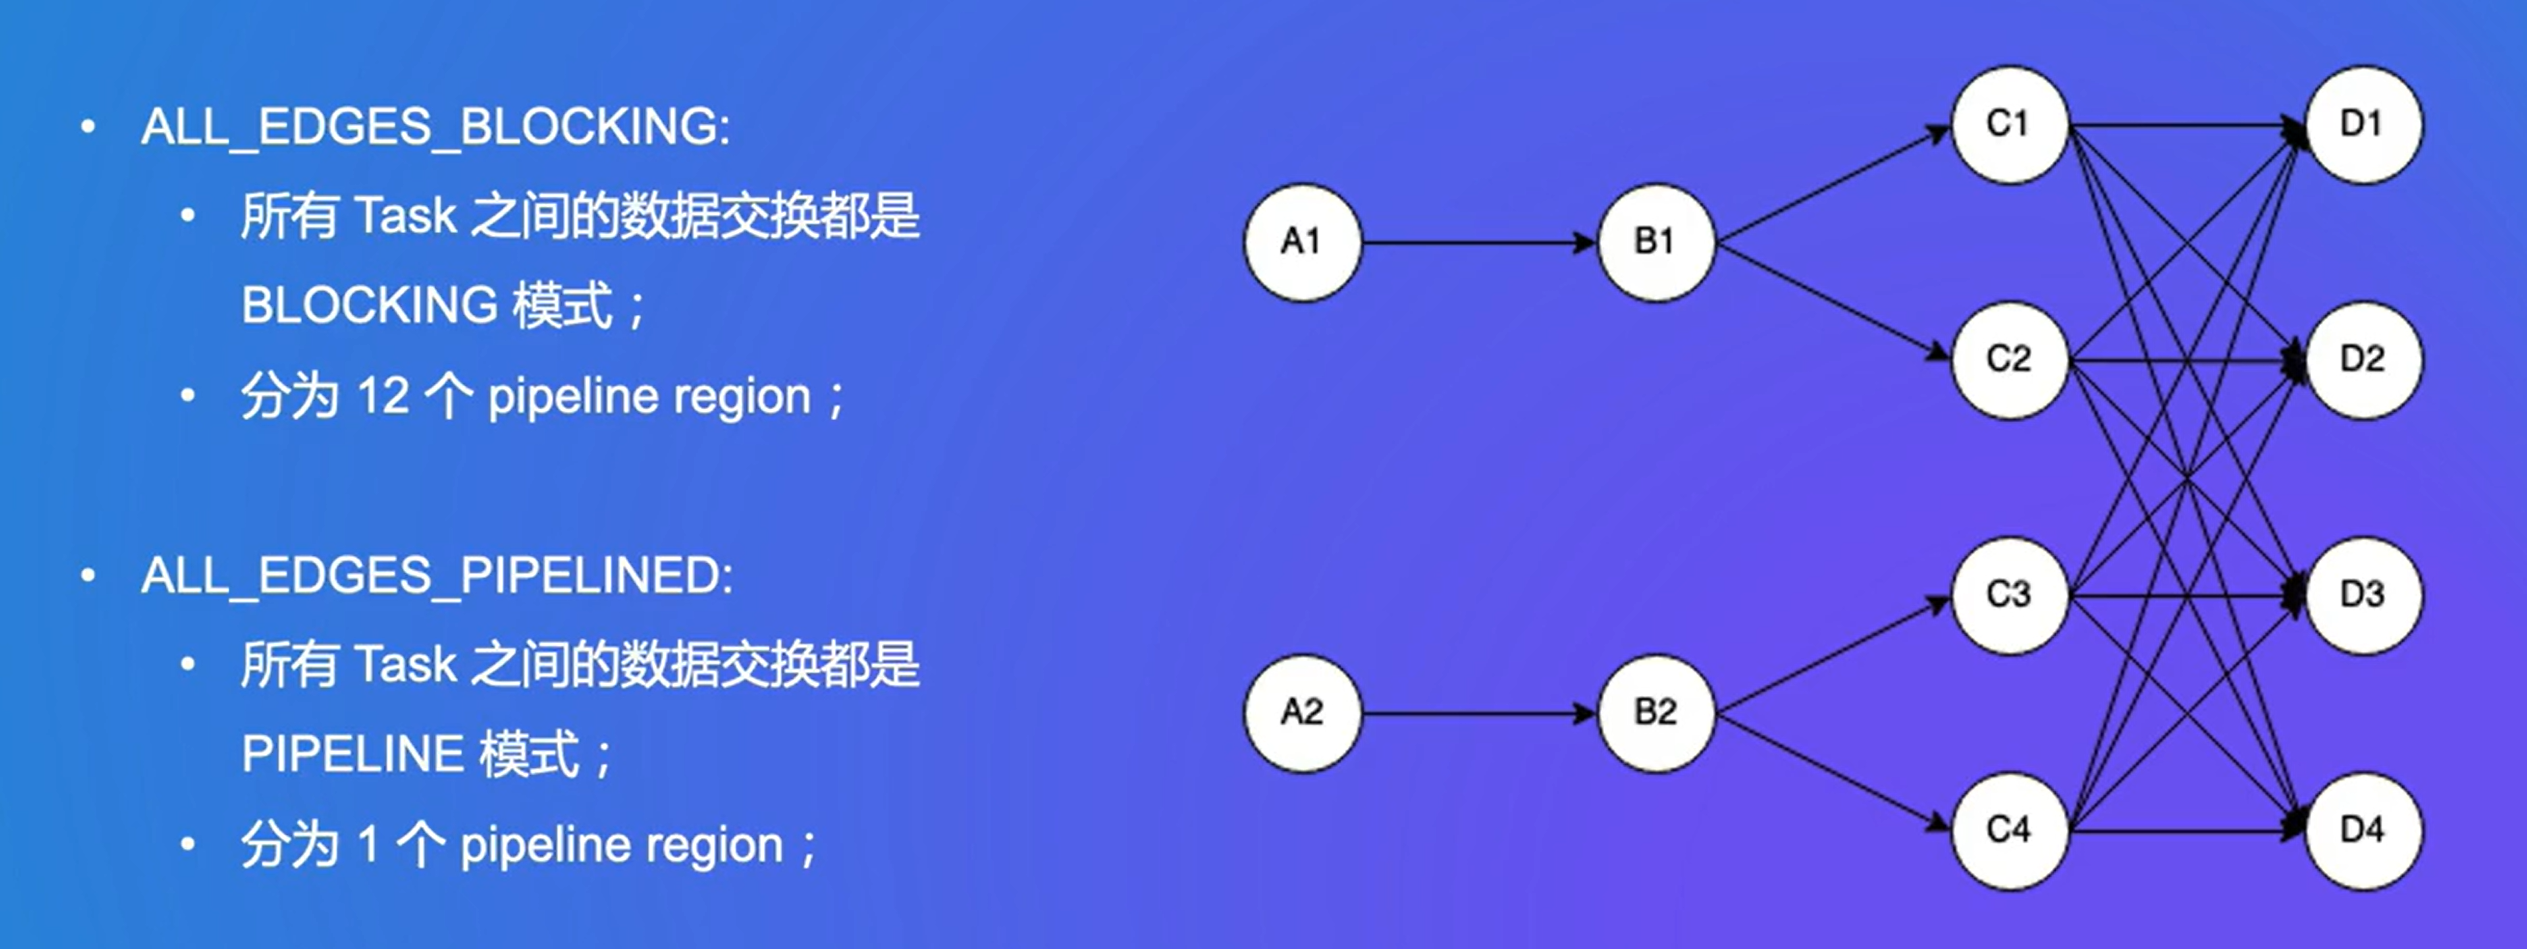 • ALL_EDGES_BLOCKING:
• 所有 Task 之间的数据交换都是
BLOCKING 模式；
• 分为 12 个 pipeline region；
• ALL_EDGES_PIPELINED:
• 所有 Task 之间的数据交换都是
PIPELINE 模式；
• 分为 1 个 pipeline region；
C1 D1
A1 B1
C2 D2
C3 D3
A2 B2
C4 D4